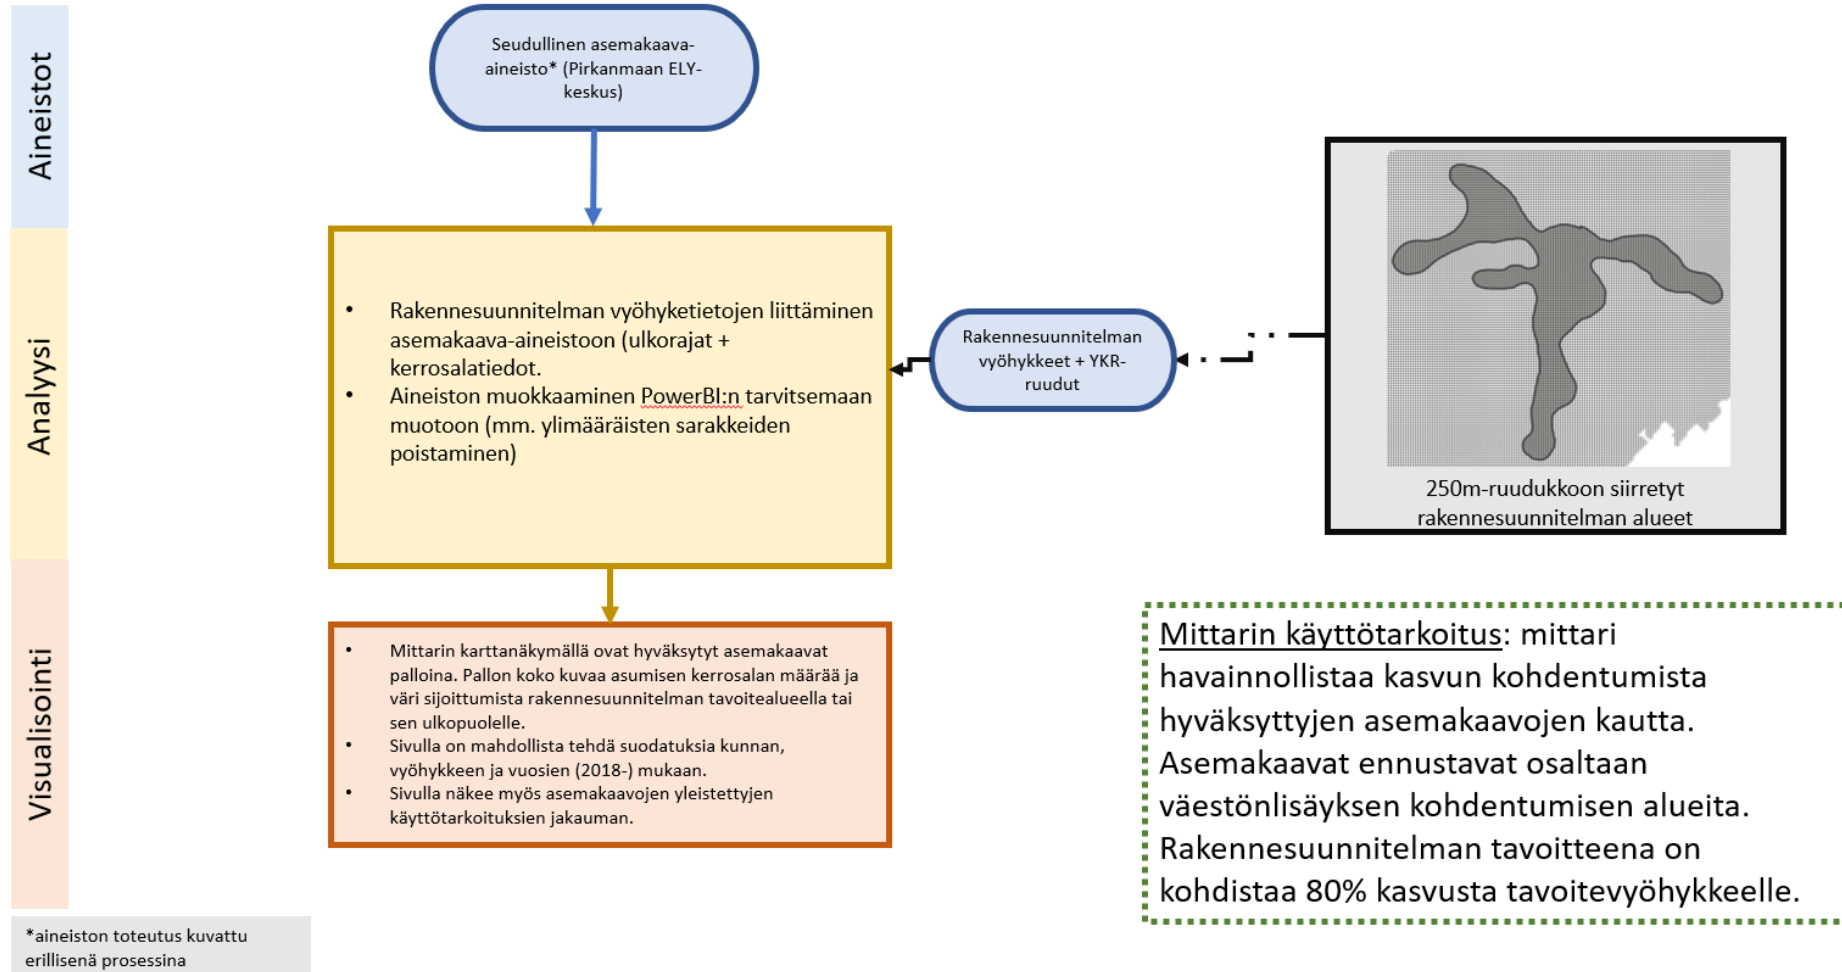 Aineistot
Seudullinen asemakaava-
aineisto* (Pirkanmaan ELY-
keskus)
Analyysi
• Rakennesuunnitelman vyöhyketietojen liittäminen
asemakaava-aineistoon (ulkorajat +
kerrosalatiedot.
• Aineiston muokkaaminen PowerBI:n tarvitsemaan
muotoon (mm. ylimääräisten sarakkeiden
poistaminen)
Rakennesuunnitelman
vyöhykkeet + YKR-
ruudut
250m-ruudukkoon siirretyt
rakennesuunnitelman alueet
Visualisointi
• Mittarin karttanäkymällä ovat hyväksytyt asemakaavat
palloina. Pallon koko kuvaa asumisen kerrosalan määrää ja
väri sijoittumista rakennesuunnitelman tavoitealueella tai
sen ulkopuolelle.
• Sivulla on mahdollista tehdä suodatuksia kunnan,
vyöhykkeen ja vuosien (2018-) mukaan.
• Sivulla näkee myös asemakaavojen yleistettyjen
käyttötarkoituksien jakauman.
Mittarin käyttötarkoitus: mittari
havainnollistaa kasvun kohdentumista
hyväksyttyjen asemakaavojen kautta.
Asemakaavat ennustavat osaltaan
väestönlisäyksen kohdentumisen alueita.
Rakennesuunnitelman tavoitteena on
kohdistaa 80% kasvusta tavoitevyöhykkeelle.
*aineiston toteutus kuvattu
erillisenä prosessina